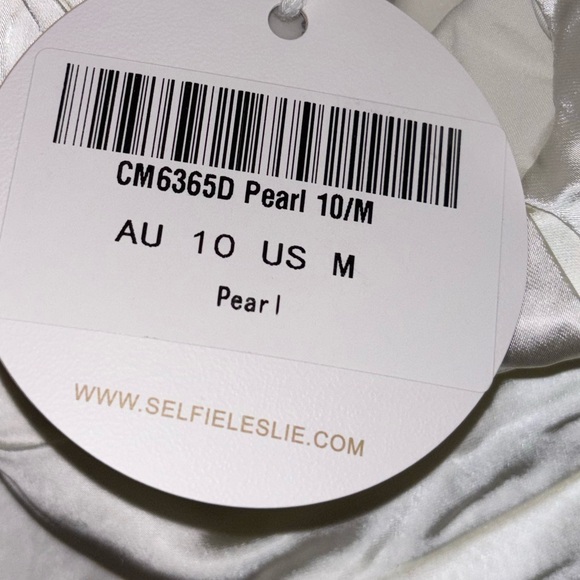 CM6365D Pearl 10/M
AU 10 US M
Pearl
WWW.SELFIELESLIE.COM